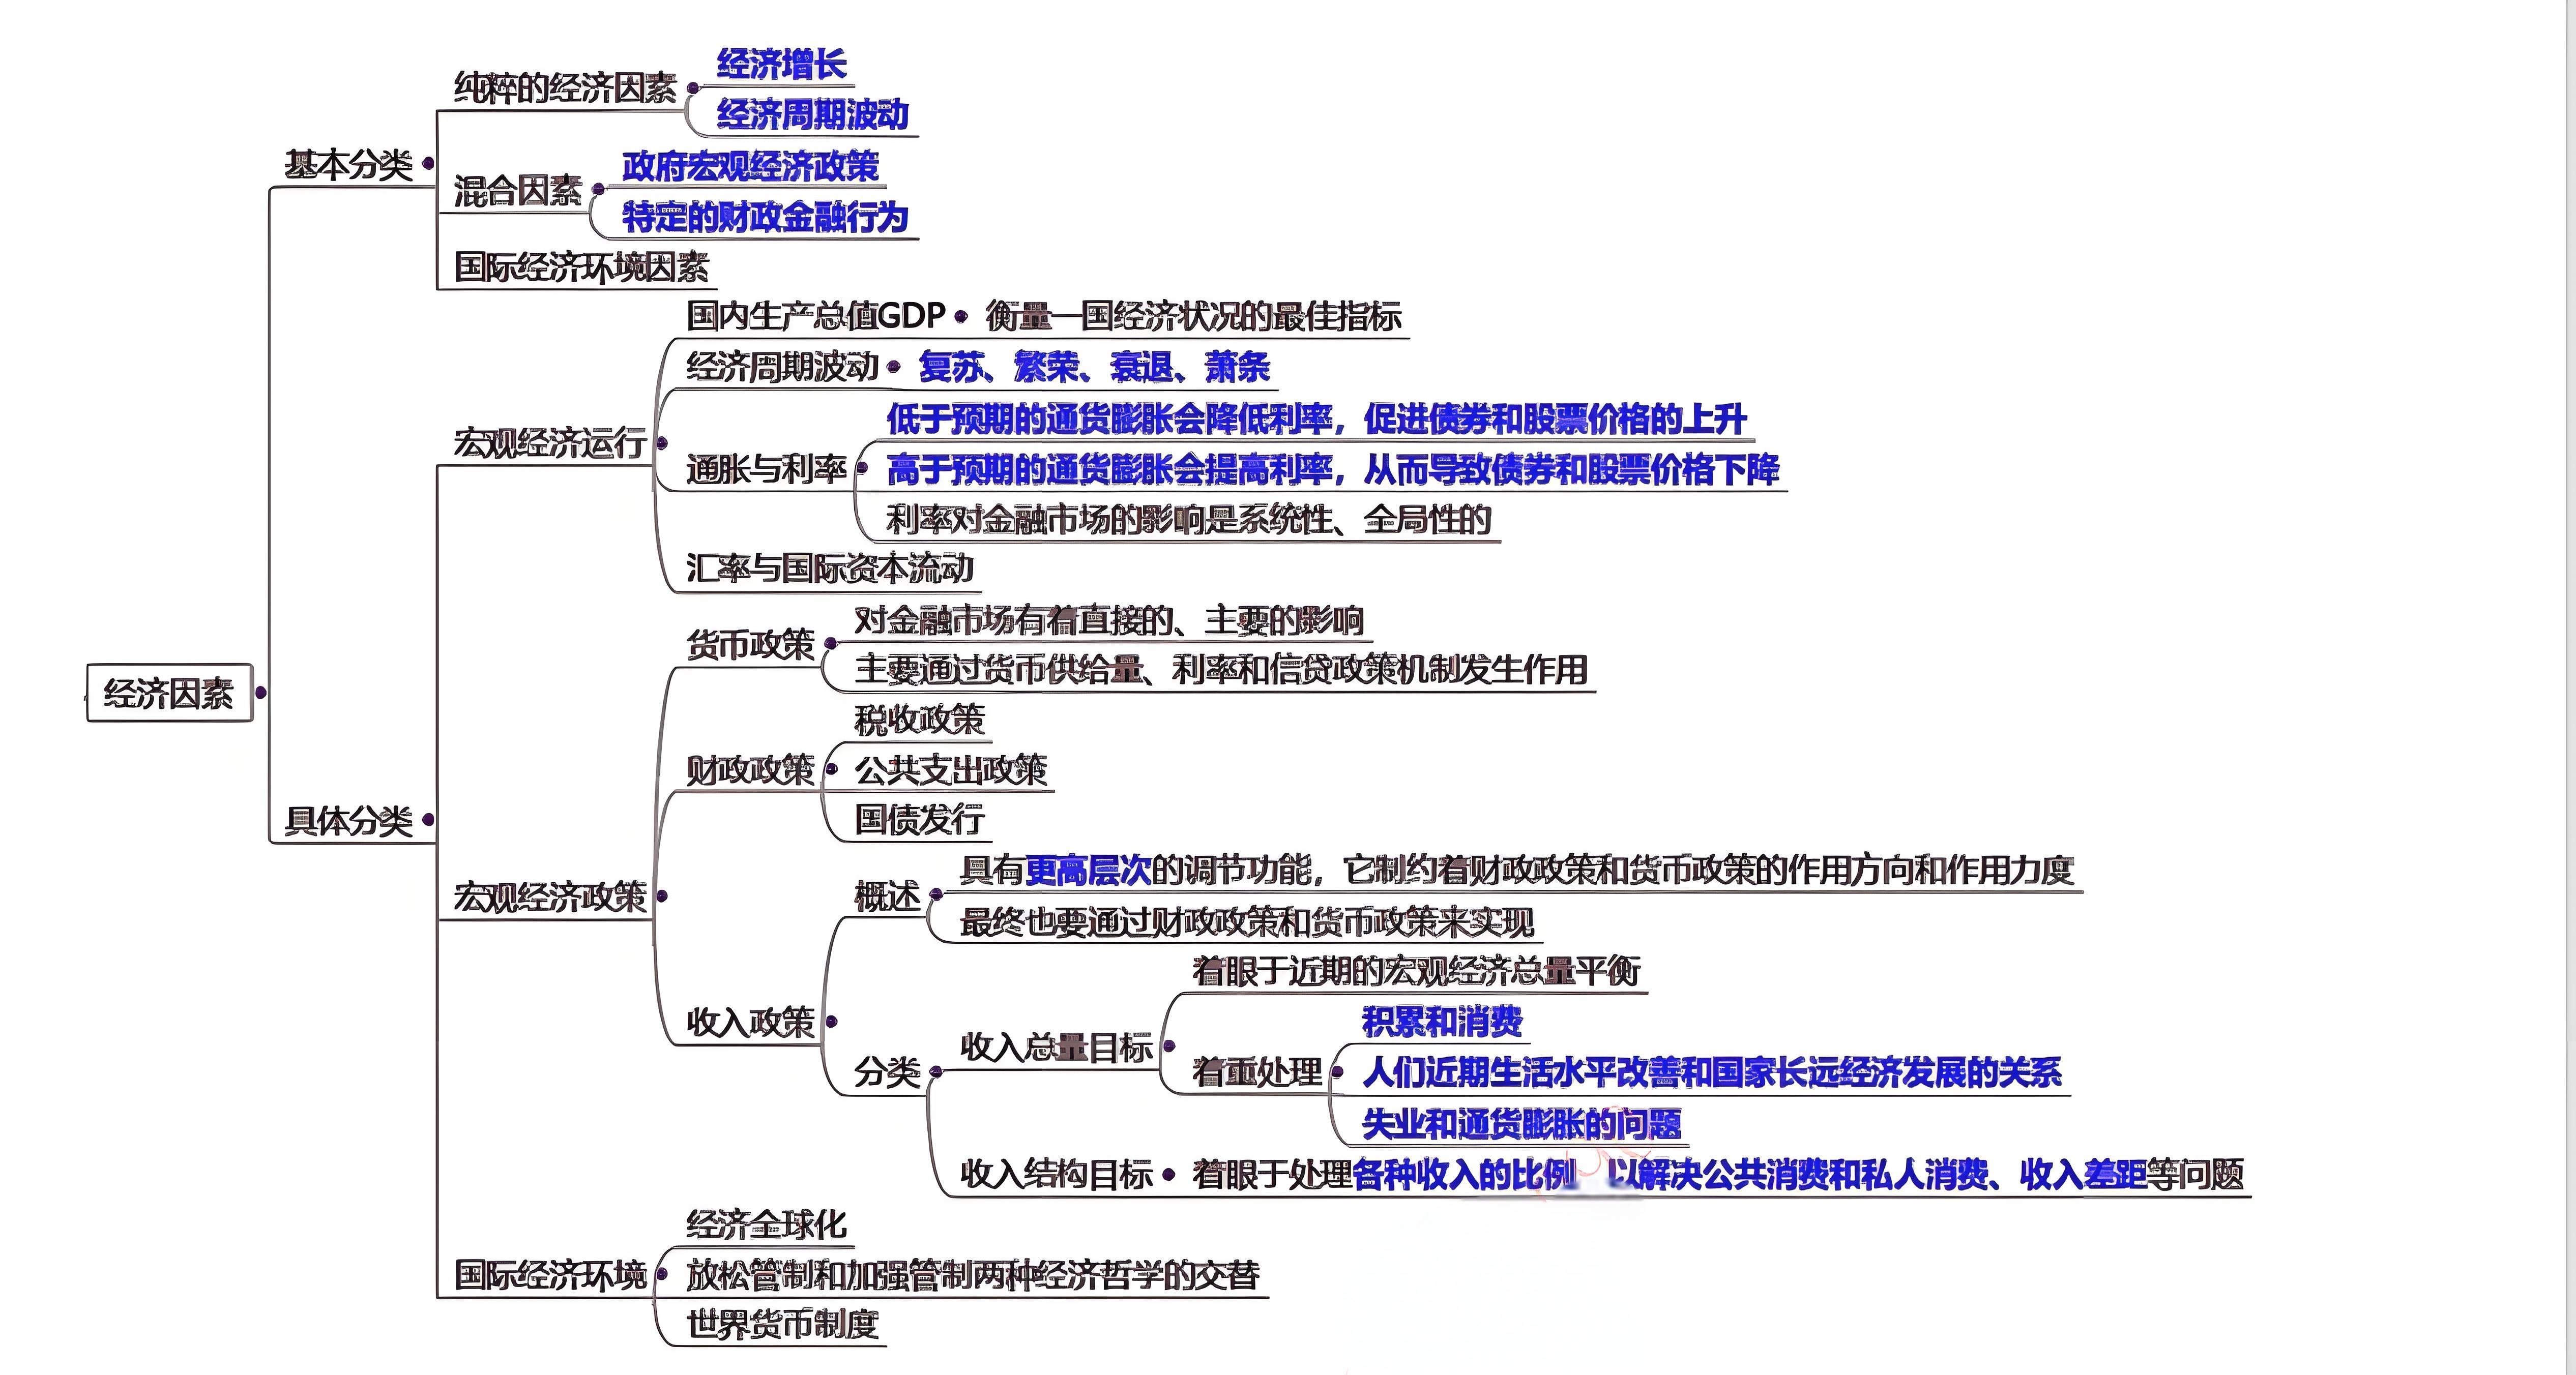 经济因素
基本分类
纯粹的经济因素
经济增长
经济周期波动
混合因素
政府宏观经济政策
特定的财政金融行为
国际经济环境因素
具体分类
宏观经济运行
国内生产总值GDP
衡量一国经济状况的最佳指标
经济周期波动
复苏、繁荣、衰退、萧条
通胀与利率
低于预期的通货膨胀会降低利率，促进债券和股票价格的上升
高于预期的通货膨胀会提高利率，从而导致债券和股票价格下降
利率对金融市场的影响是系统性、全局性的
汇率与国际资本流动
宏观经济政策
货币政策
对金融市场有着直接的、主要的影响
主要通过货币供给量、利率和信贷政策机制发生作用
财政政策
税收政策
公共支出政策
国债发行
收入政策
概述
具有更高层次的调节功能，它制约着财政政策和货币政策的作用方向和作用力度
最终也要通过财政政策和货币政策来实现
分类
收入总量目标
着眼于近期的宏观经济总量平衡
着重处理
积累和消费
人们近期生活水平改善和国家长远经济发展的关系
失业和通货膨胀的问题
收入结构目标
着眼于处理各种收入的比例 以解决公共消费和私人消费、收入差距等问题
国际经济环境
经济全球化
放松管制和加强管制两种经济哲学的交替
世界货币制度